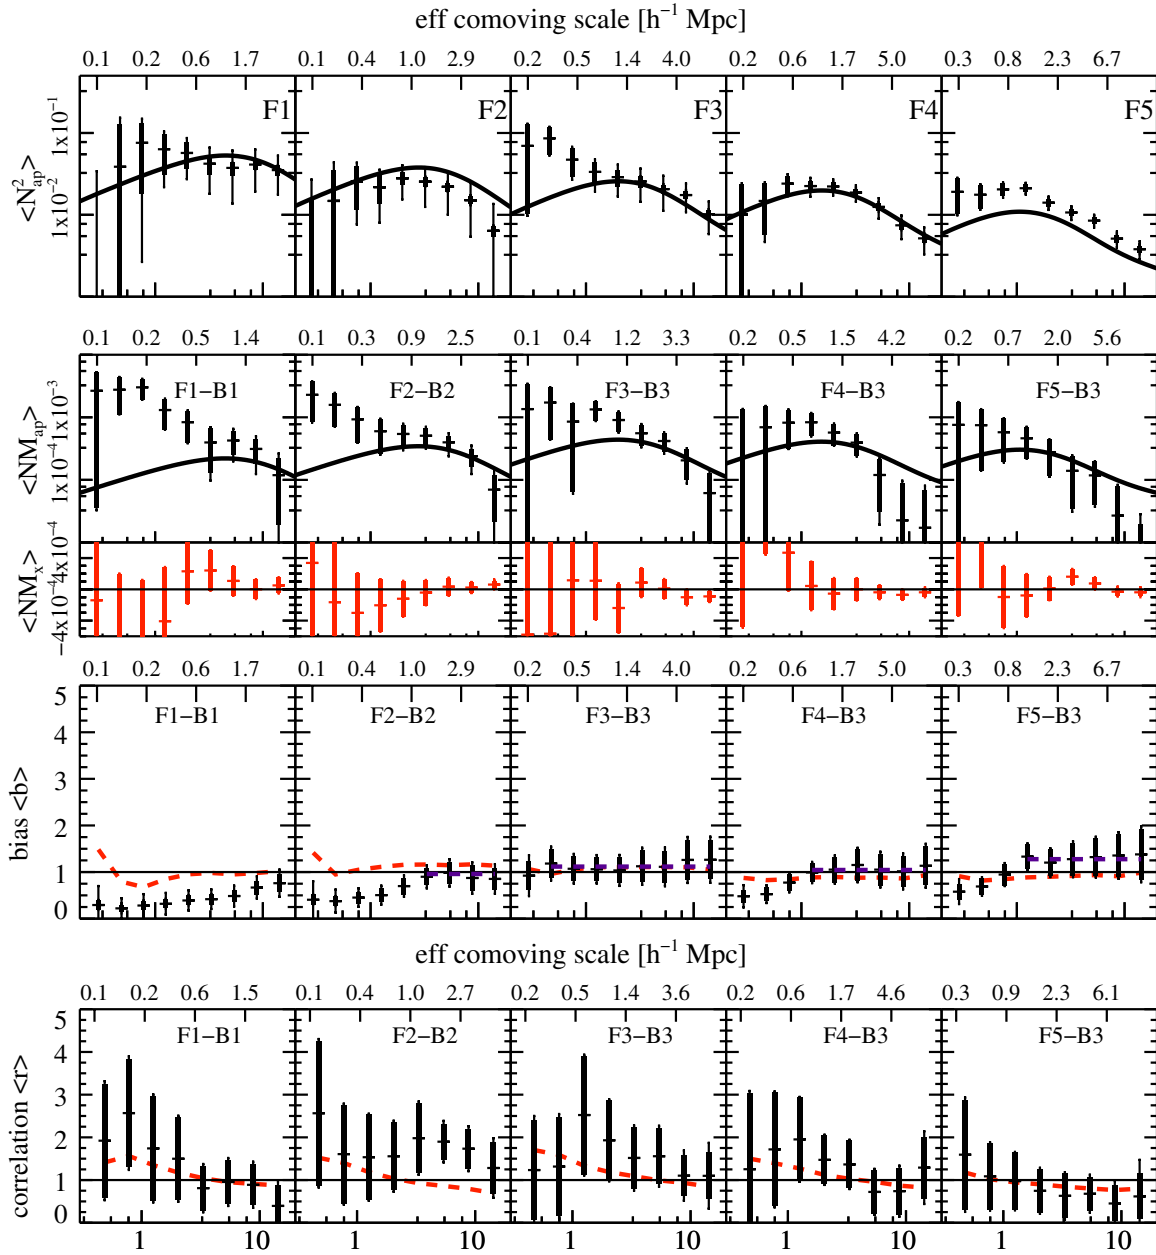 eff comoving scale [h⁻¹ Mpc]
0.1 0.2 0.6 1.7 0.1 0.4 1.0 2.9 0.3 0.5 1.4 4.0 0.2 0.6 1.7 5.0 0.3 0.8 2.3 6.7
F1 F2 F3 F4 F5
<N²ap>
1x10⁻¹
1x10⁻²
0.1 0.2 0.5 1.4 0.1 0.3 0.9 2.5 0.1 0.4 1.2 3.3 0.2 0.5 1.5 4.2 0.2 0.7 2.0 5.6
F1−B1 F2−B2 F3−B3 F4−B3 F5−B3
<NMap>
1x10⁻³
1x10⁻⁴
<NMx>
4x10⁻⁴
−4x10⁻⁴
0.1 0.2 0.6 1.7 0.1 0.4 1.0 2.9 0.2 0.5 1.4 4.0 0.2 0.6 1.7 5.0 0.3 0.8 2.3 6.7
F1−B1 F2−B2 F3−B3 F4−B3 F5−B3
bias <b>
5
4
3
2
1
0
eff comoving scale [h⁻¹ Mpc]
0.1 0.2 0.6 1.5 0.1 0.4 1.0 2.7 0.2 0.5 1.4 3.6 0.2 0.6 1.7 4.6 0.3 0.9 2.3 6.1
F1−B1 F2−B2 F3−B3 F4−B3 F5−B3
correlation <r>
5
4
3
2
1
0
1 10 1 10 1 10 1 10 1 10